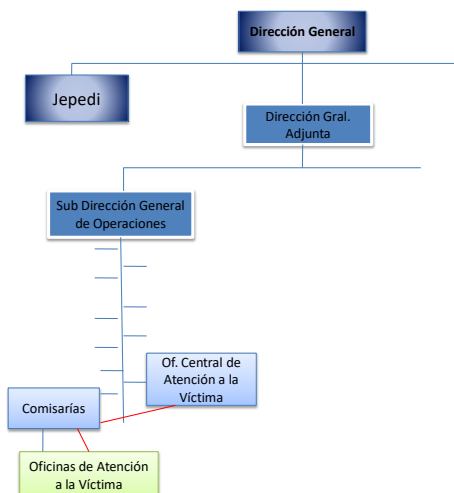 Dirección General
Jepedi
Dirección Gral.
Adjunta
Sub Dirección General
de Operaciones
Of. Central de
Atención a la
Víctima
Comisarías
Oficinas de Atención
a la Víctima